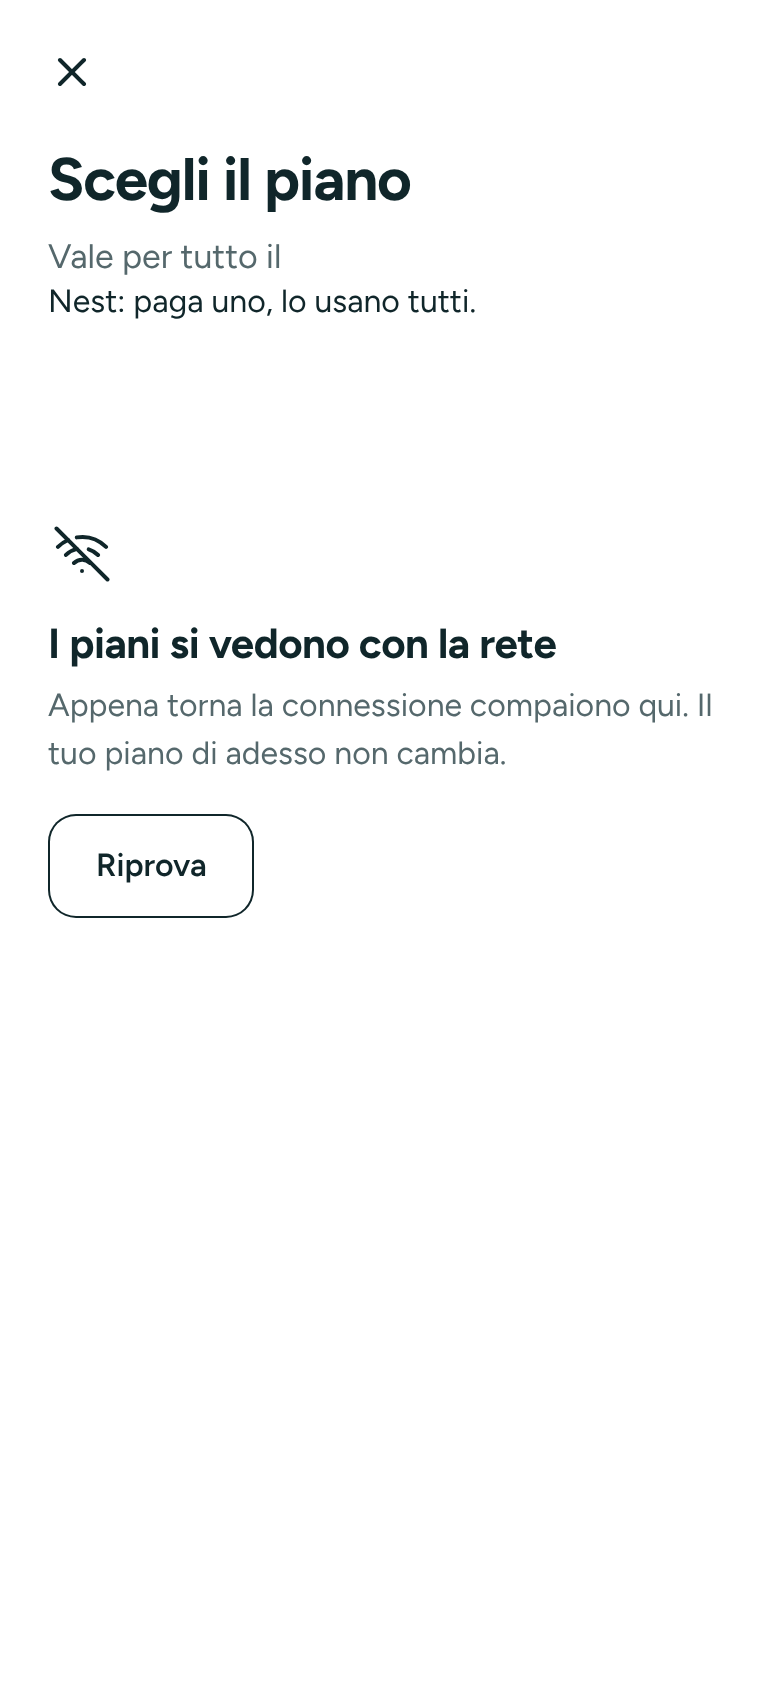 Scegli il piano
Vale per tutto il
Nest: paga uno, lo usano tutti.
I piani si vedono con la rete
Appena torna la connessione compaiono qui. Il
tuo piano di adesso non cambia.
Riprova